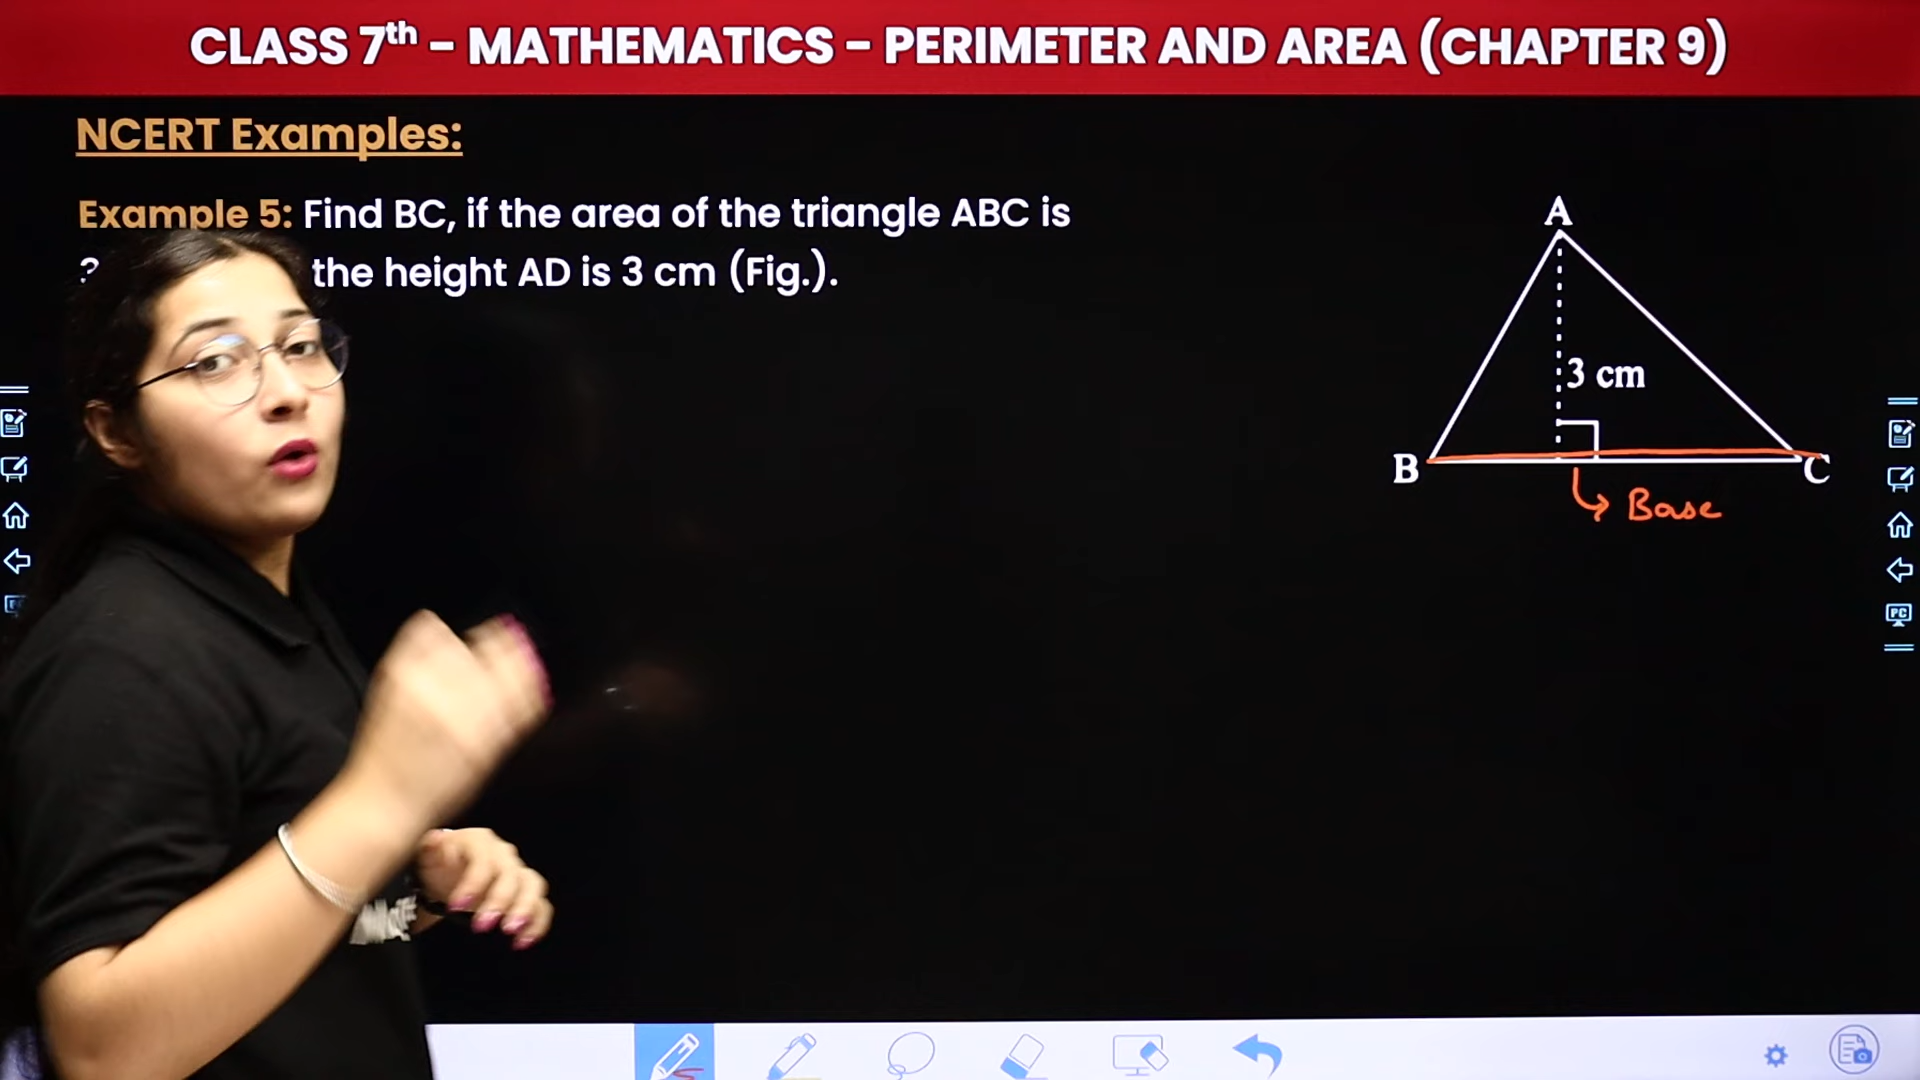 CLASS 7th - MATHEMATICS - PERIMETER AND AREA (CHAPTER 9)
NCERT Examples:
Example 5: Find BC, if the area of the triangle ABC is
the height AD is 3 cm (Fig.).
A
3 cm
B
C
Base
PC